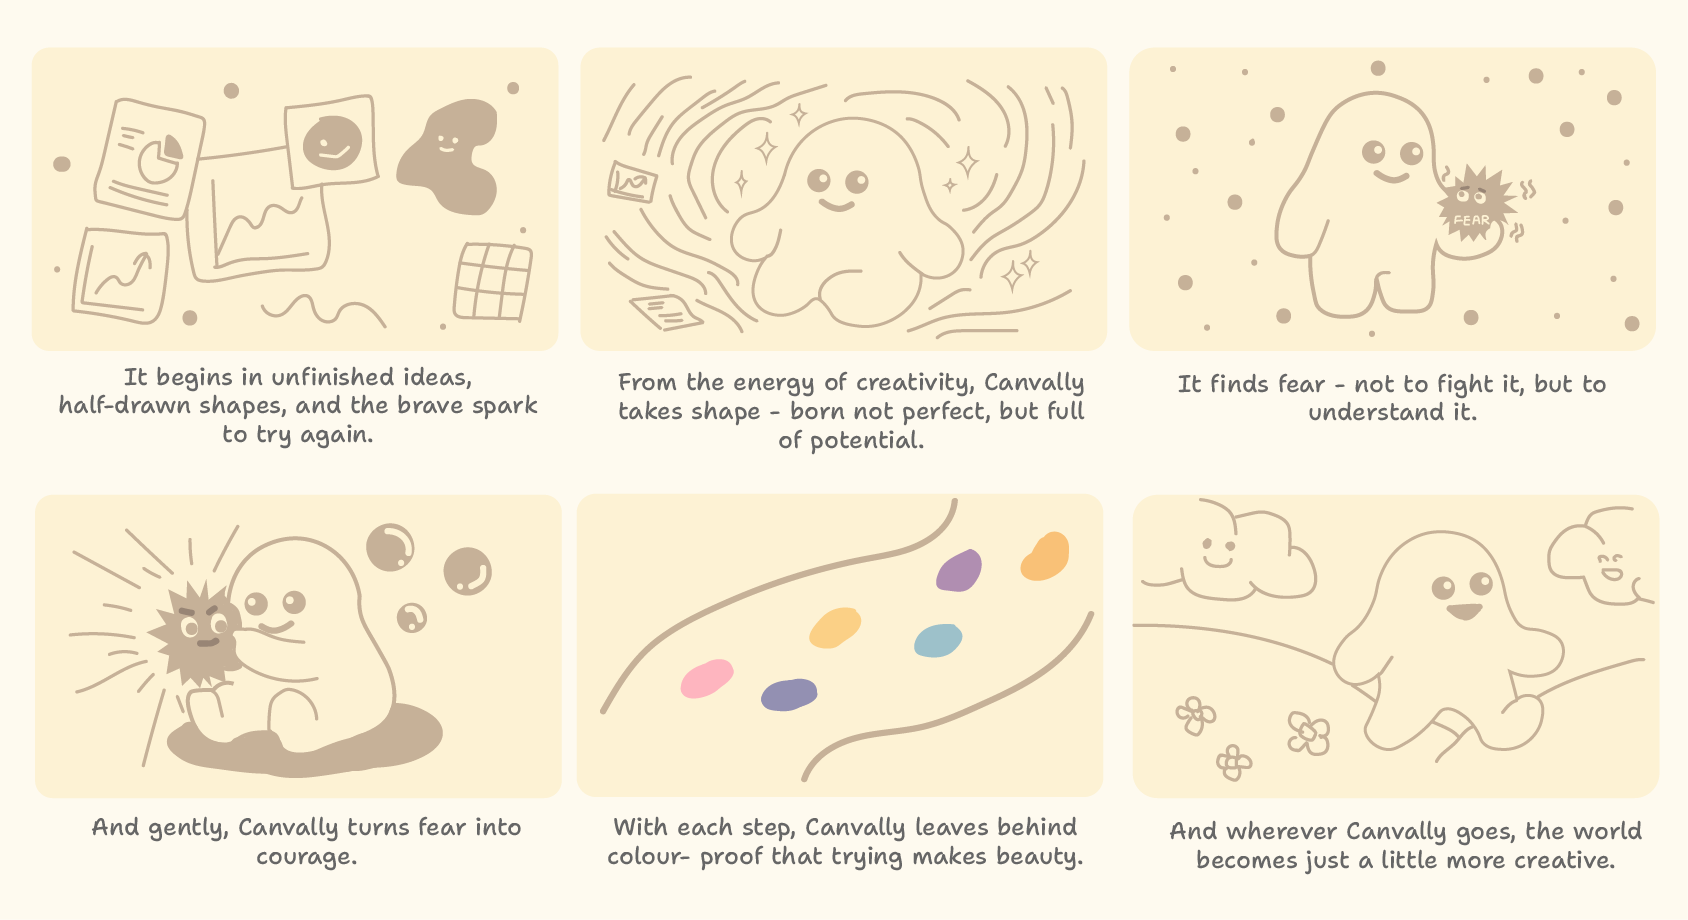 It begins in unfinished ideas,
half-drawn shapes, and the brave spark
to try again.
From the energy of creativity, Canvally
takes shape - born not perfect, but full
of potential.
FEAR
It finds fear - not to fight it, but to
understand it.
And gently, Canvally turns fear into
courage.
With each step, Canvally leaves behind
colour- proof that trying makes beauty.
And wherever Canvally goes, the world
becomes just a little more creative.